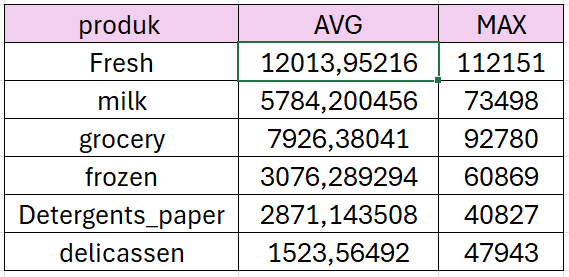 produk AVG MAX
Fresh 12013,95216 112151
milk 5784,200456 73498
grocery 7926,38041 92780
frozen 3076,289294 60869
Detergents_paper 2871,143508 40827
delicassen 1523,56492 47943